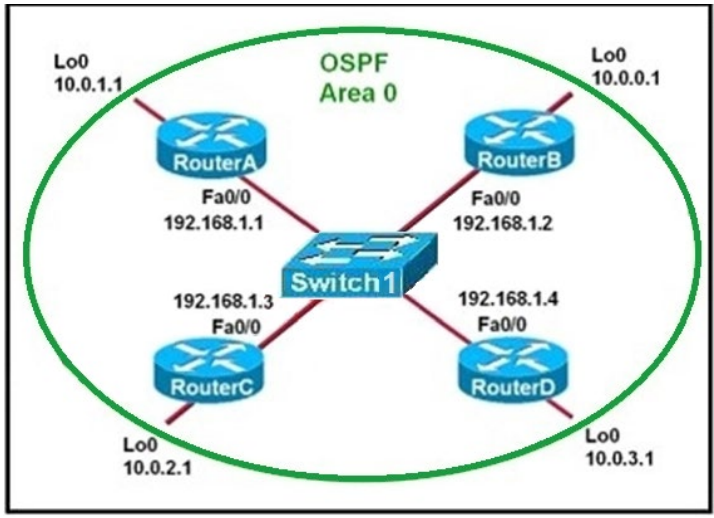 Lo0
10.0.1.1
OSPF
Area 0
Lo0
10.0.0.1
RouterA
RouterB
Fa0/0
192.168.1.1
Fa0/0
192.168.1.2
Switch1
192.168.1.3
Fa0/0
192.168.1.4
Fa0/0
RouterC
RouterD
Lo0
10.0.2.1
Lo0
10.0.3.1